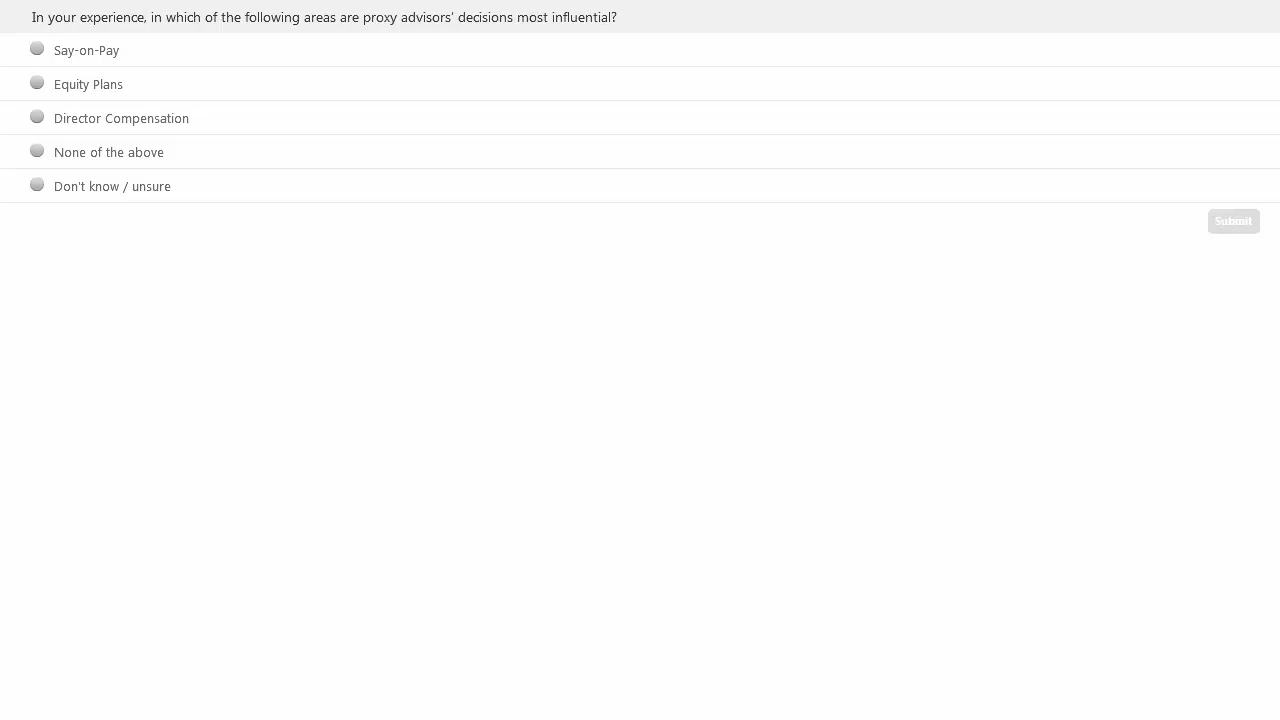 In your experience, in which of the following areas are proxy advisors’ decisions most influential?
Say-on-Pay
Equity Plans
Director Compensation
None of the above
Don't know / unsure
Submit